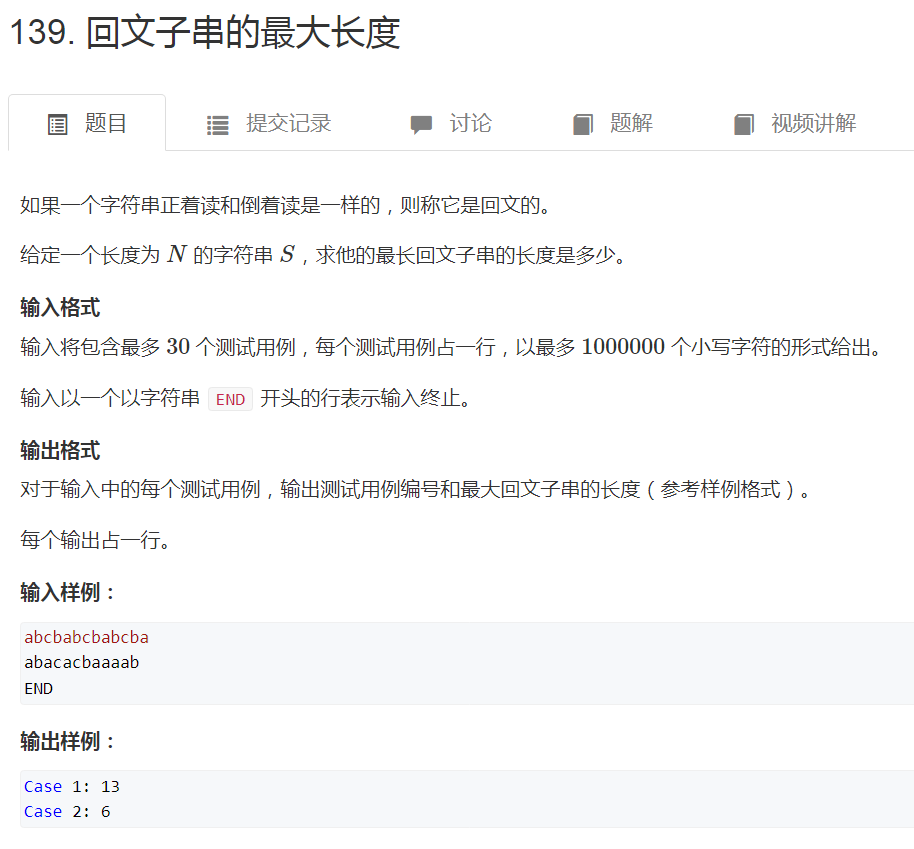 139. 回文子串的最大长度
题目 提交记录 讨论 题解 视频讲解
如果一个字符串正着读和倒着读是一样的，则称它是回文的。
给定一个长度为 N 的字符串 S，求他的最长回文子串的长度是多少。
输入格式
输入将包含最多 30 个测试用例，每个测试用例占一行，以最多 1000000 个小写字符的形式给出。
输入以一个以字符串 END 开头的行表示输入终止。
输出格式
对于输入中的每个测试用例，输出测试用例编号和最大回文子串的长度（参考样例格式）。
每个输出占一行。
输入样例：
abcbabcbabcba
abacacbaaaab
END
输出样例：
Case 1: 13
Case 2: 6